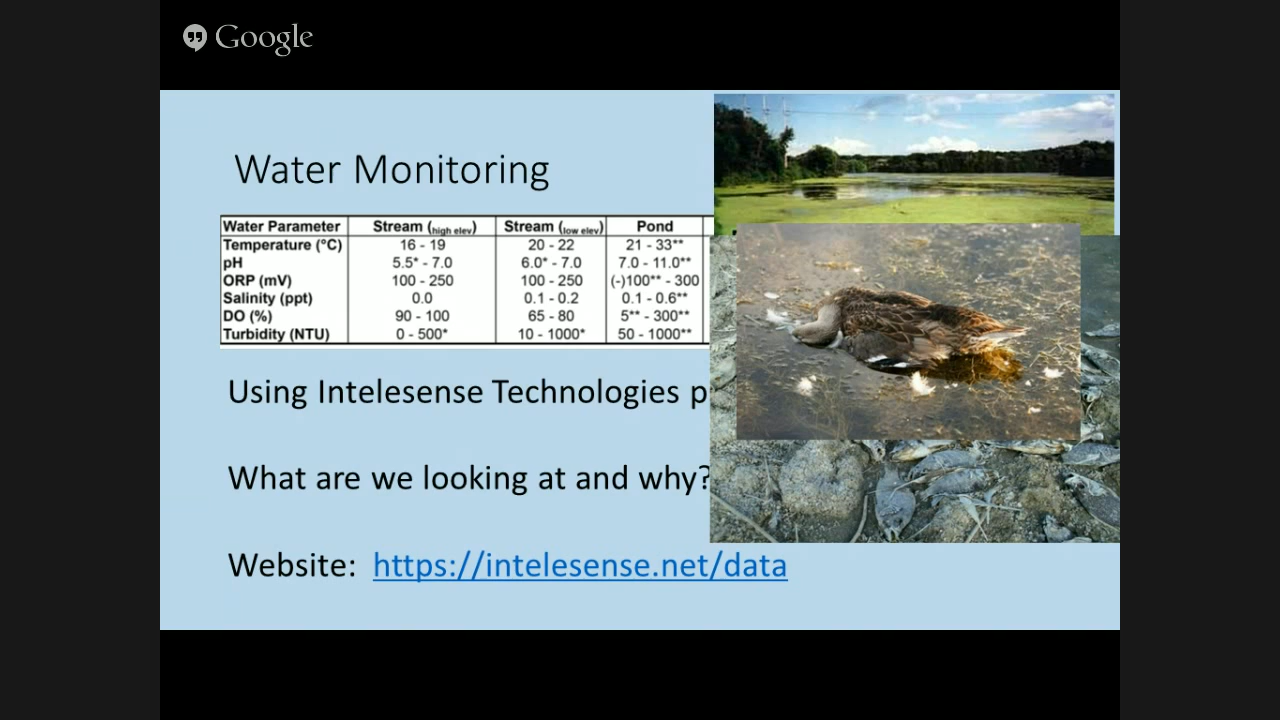 Google
Water Monitoring
Water Parameter Stream (high elev) Stream (low elev) Pond
Temperature (°C) 16 - 19 20 - 22 21 - 33**
pH 5.5* - 7.0 6.0* - 7.0 7.0 - 11.0**
ORP (mV) 100 - 250 100 - 250 (-)100** - 300
Salinity (ppt) 0.0 0.1 - 0.2 0.1 - 0.6**
DO (%) 90 - 100 65 - 80 5** - 300**
Turbidity (NTU) 0 - 500* 10 - 1000* 50 - 1000**
Using Intelesense Technologies p
What are we looking at and why?
Website: https://intelesense.net/data